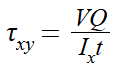 τxy = VQ / Ixt